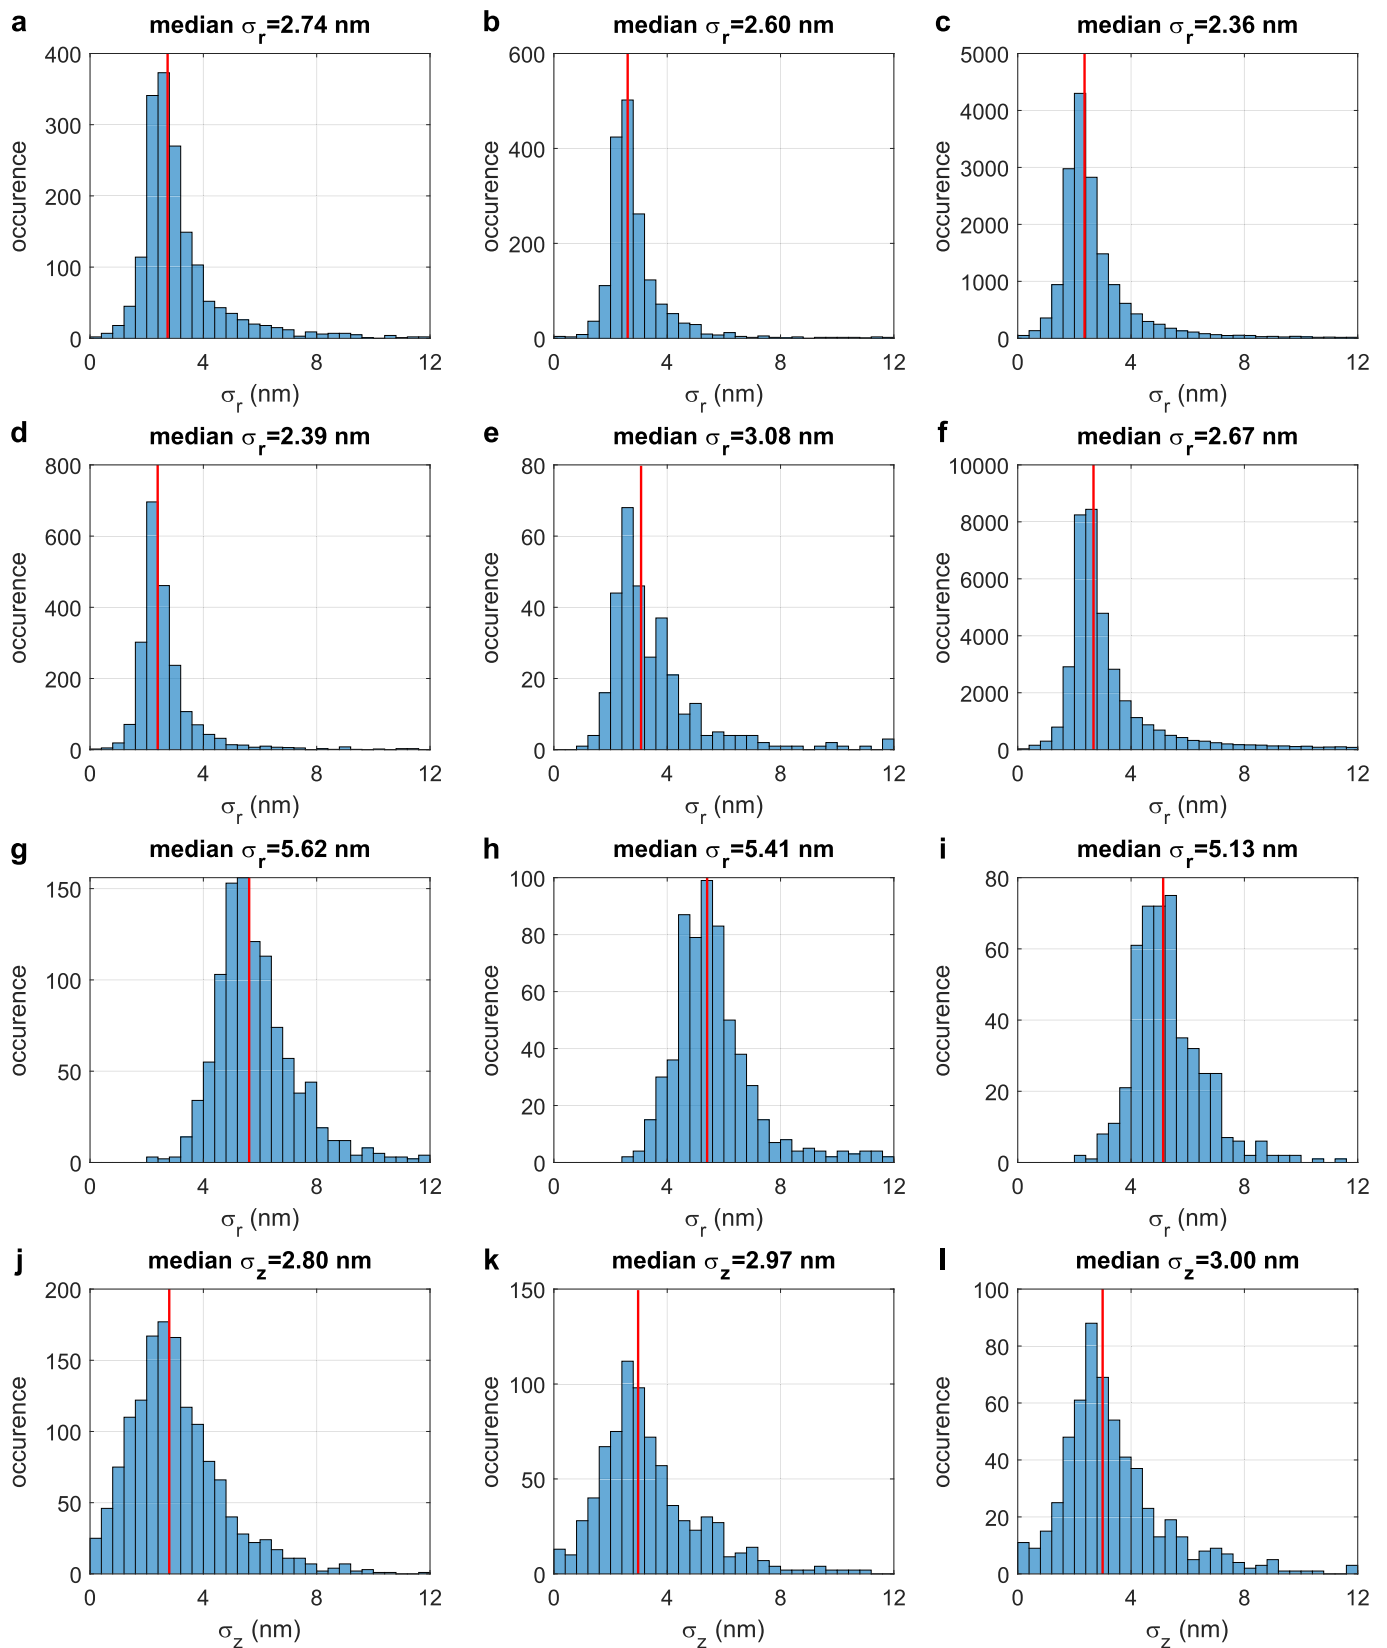 a median σr=2.74 nm
400
300
200
100
0
occurence
0 4 8 12
σr (nm)
b median σr=2.60 nm
600
400
200
0
occurence
0 4 8 12
σr (nm)
c median σr=2.36 nm
5000
4000
3000
2000
1000
0
occurence
0 4 8 12
σr (nm)
d median σr=2.39 nm
800
600
400
200
0
occurence
0 4 8 12
σr (nm)
e median σr=3.08 nm
80
60
40
20
0
occurence
0 4 8 12
σr (nm)
f median σr=2.67 nm
10000
8000
6000
4000
2000
0
occurence
0 4 8 12
σr (nm)
g median σr=5.62 nm
150
100
50
0
occurence
0 4 8 12
σr (nm)
h median σr=5.41 nm
100
80
60
40
20
0
occurence
0 4 8 12
σr (nm)
i median σr=5.13 nm
80
60
40
20
0
occurence
0 4 8 12
σr (nm)
j median σz=2.80 nm
200
150
100
50
0
occurence
0 4 8 12
σz (nm)
k median σz=2.97 nm
150
100
50
0
occurence
0 4 8 12
σz (nm)
l median σz=3.00 nm
100
80
60
40
20
0
occurence
0 4 8 12
σz (nm)